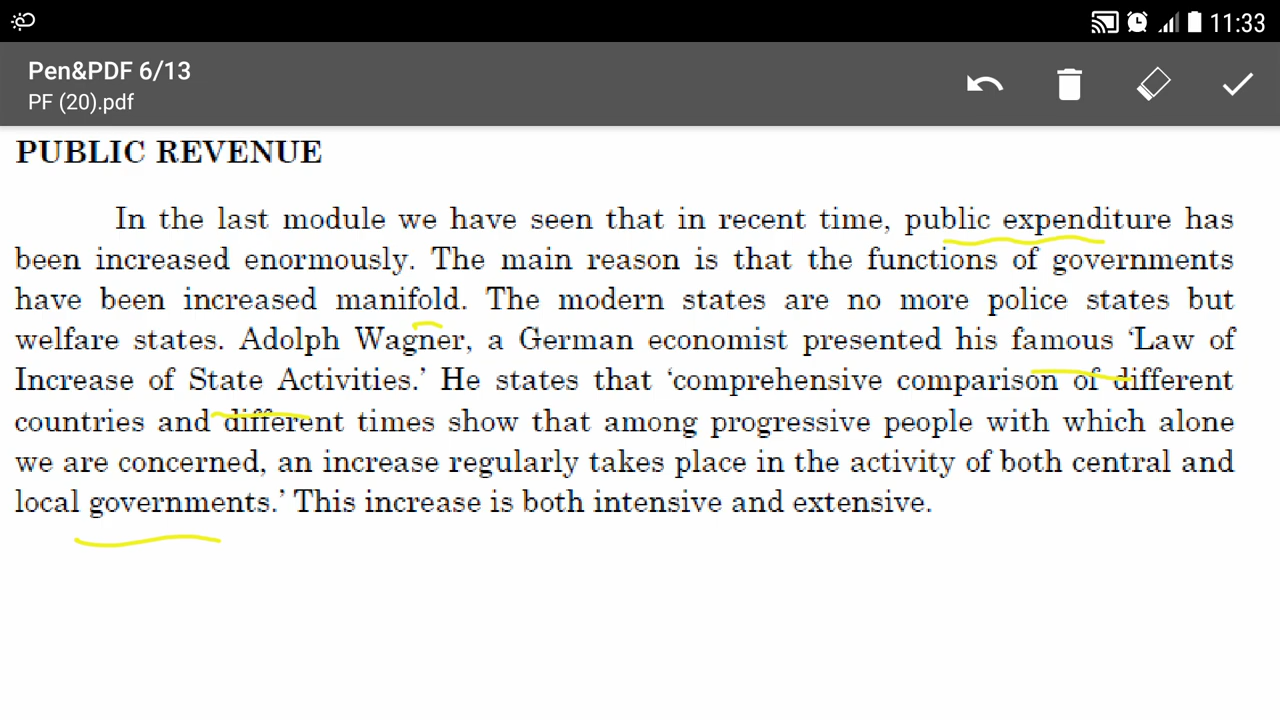 11:33
Pen&PDF 6/13
PF (20).pdf
PUBLIC REVENUE
In the last module we have seen that in recent time, public expenditure has
been increased enormously. The main reason is that the functions of governments
have been increased manifold. The modern states are no more police states but
welfare states. Adolph Wagner, a German economist presented his famous ‘Law of
Increase of State Activities.’ He states that ‘comprehensive comparison of different
countries and different times show that among progressive people with which alone
we are concerned, an increase regularly takes place in the activity of both central and
local governments.’ This increase is both intensive and extensive.